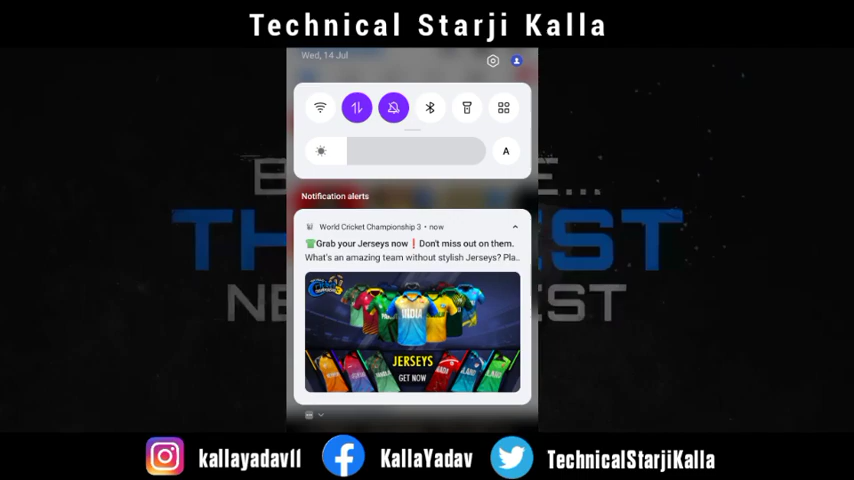 Technical Starji Kalla
Wed, 14 Jul
A
Notification alerts
World Cricket Championship 3 • now
Grab your Jerseys now❗Don't miss out on them.
What's an amazing team without stylish Jerseys? Pla..
INDIA
JERSEYS
GET NOW
kallayadav11
KallaYadav
TechnicalStarjiKalla